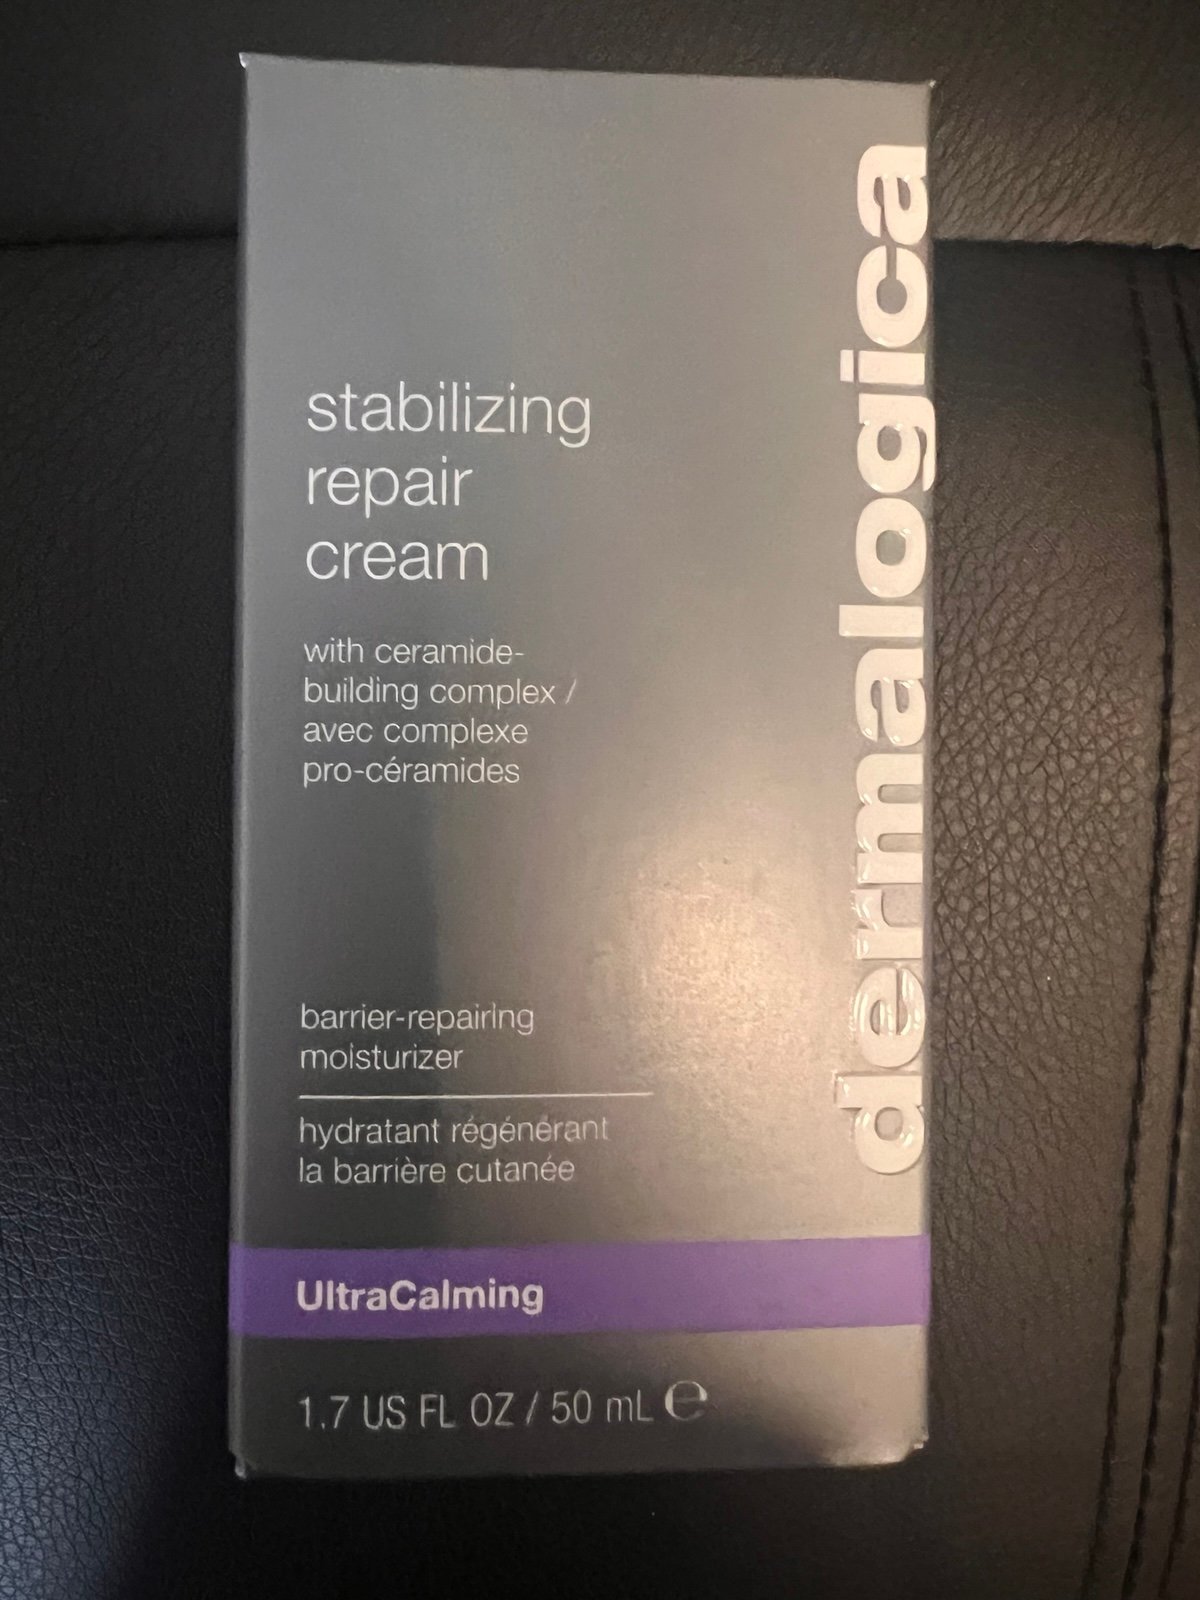 stabilizing
repair
cream
with ceramide-
building complex /
avec complexe
pro-céramides
barrier-repairing
moisturizer
hydratant régénérant
la barrière cutanée
UltraCalming
1.7 US FL OZ / 50 mL ℮
dermalogica